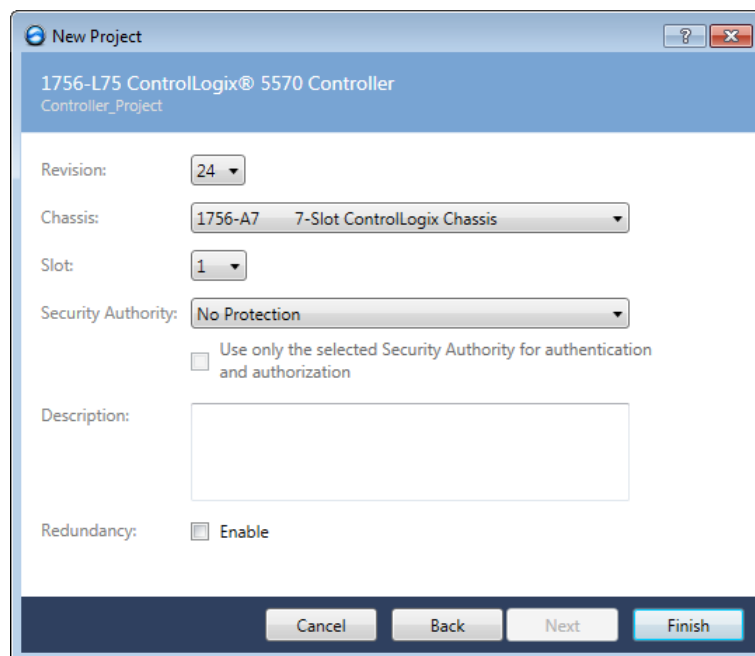 New Project
?
1756-L75 ControlLogix® 5570 Controller
Controller_Project
Revision: 24
Chassis: 1756-A7 7-Slot ControlLogix Chassis
Slot: 1
Security Authority: No Protection
Use only the selected Security Authority for authentication
and authorization
Description:
Redundancy: Enable
Cancel Back Next Finish